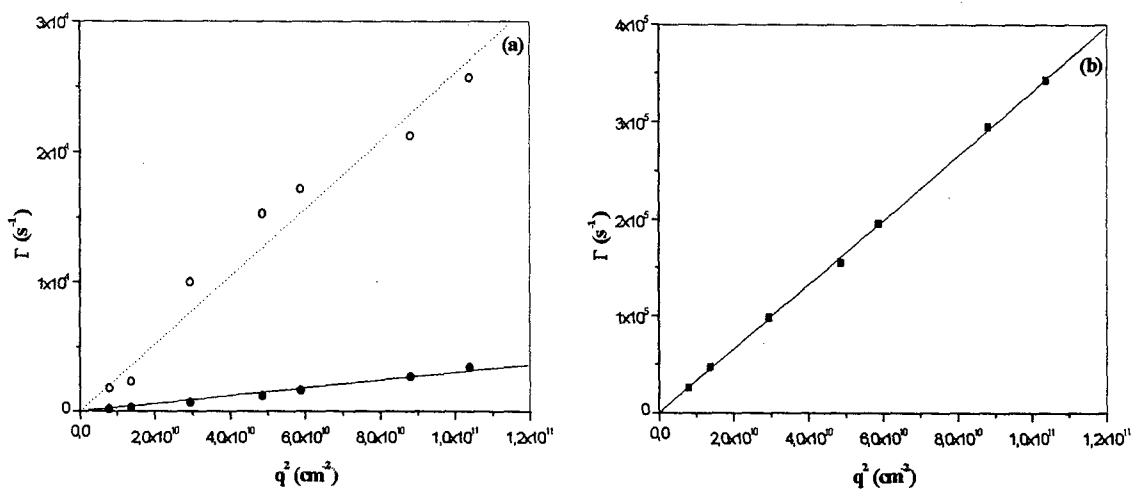 3x10⁴
2x10⁴
1x10⁴
0
Γ (s⁻¹)
(a)
0,0 2,0x10¹⁰ 4,0x10¹⁰ 6,0x10¹⁰ 8,0x10¹⁰ 1,0x10¹¹ 1,2x10¹¹
q² (cm⁻²)
4x10⁵
3x10⁵
2x10⁵
1x10⁵
0
Γ (s⁻¹)
(b)
0,0 2,0x10¹⁰ 4,0x10¹⁰ 6,0x10¹⁰ 8,0x10¹⁰ 1,0x10¹¹ 1,2x10¹¹
q² (cm⁻²)